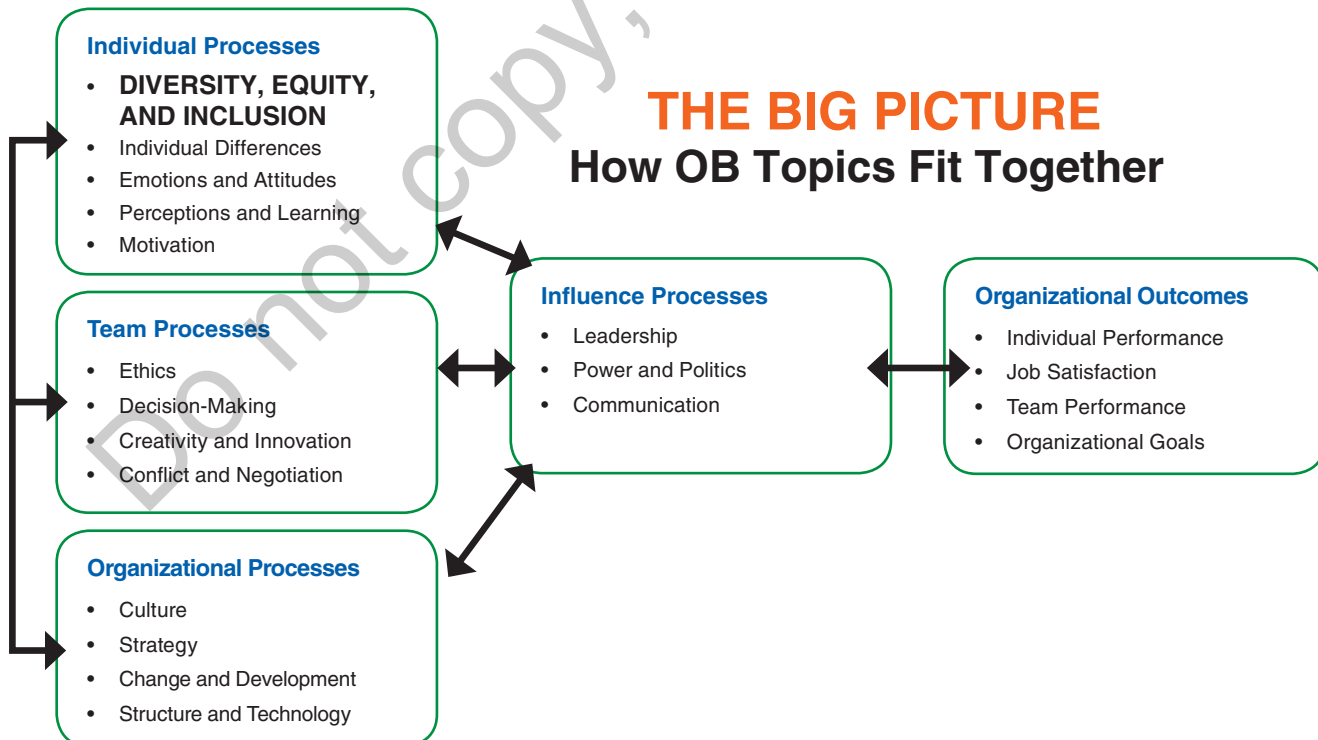 Do not copy,
THE BIG PICTURE
How OB Topics Fit Together
Individual Processes
• DIVERSITY, EQUITY,
AND INCLUSION
• Individual Differences
• Emotions and Attitudes
• Perceptions and Learning
• Motivation
Team Processes
• Ethics
• Decision-Making
• Creativity and Innovation
• Conflict and Negotiation
Organizational Processes
• Culture
• Strategy
• Change and Development
• Structure and Technology
Influence Processes
• Leadership
• Power and Politics
• Communication
Organizational Outcomes
• Individual Performance
• Job Satisfaction
• Team Performance
• Organizational Goals